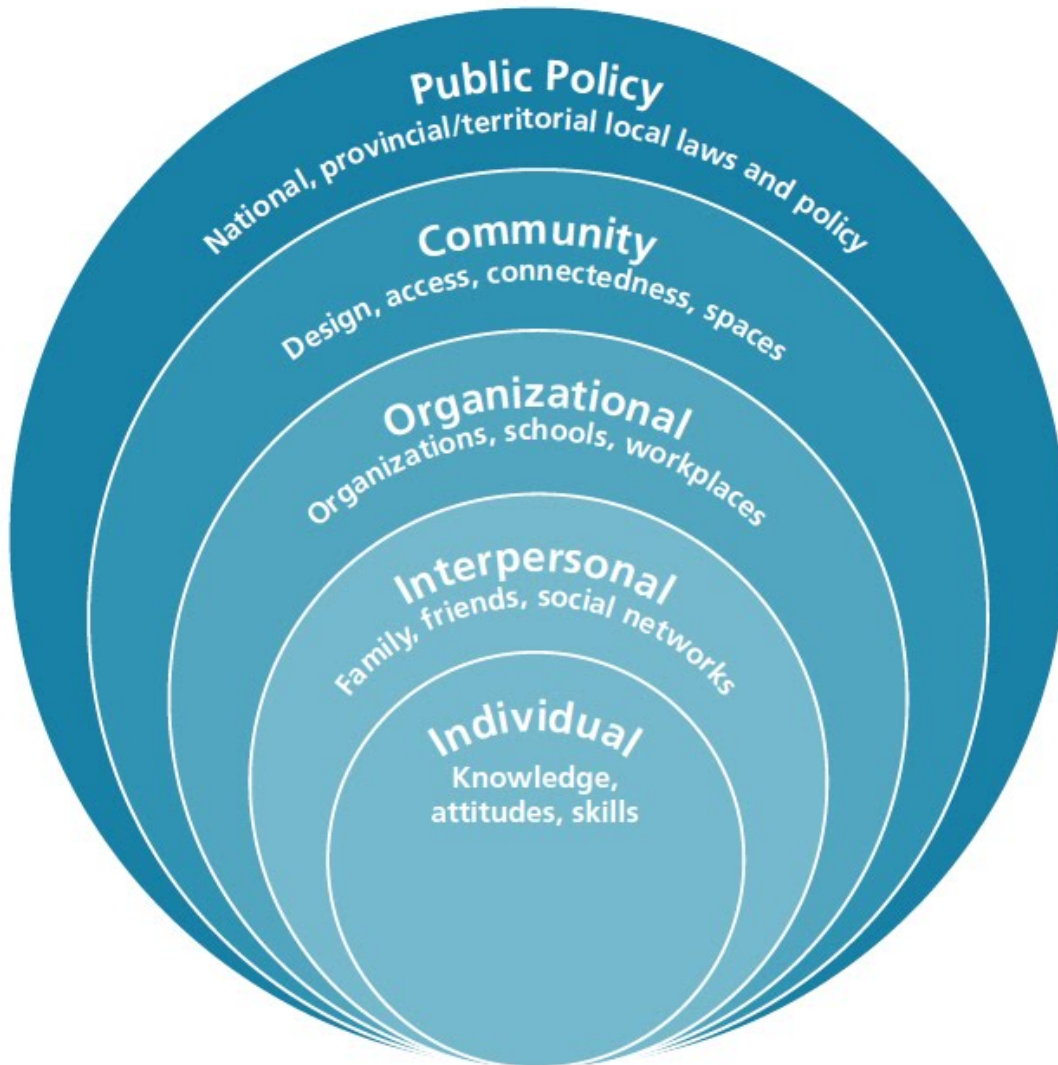 Public Policy
National, provincial/territorial local laws and policy
Community
Design, access, connectedness, spaces
Organizational
Organizations, schools, workplaces
Interpersonal
Family, friends, social networks
Individual
Knowledge,
attitudes, skills